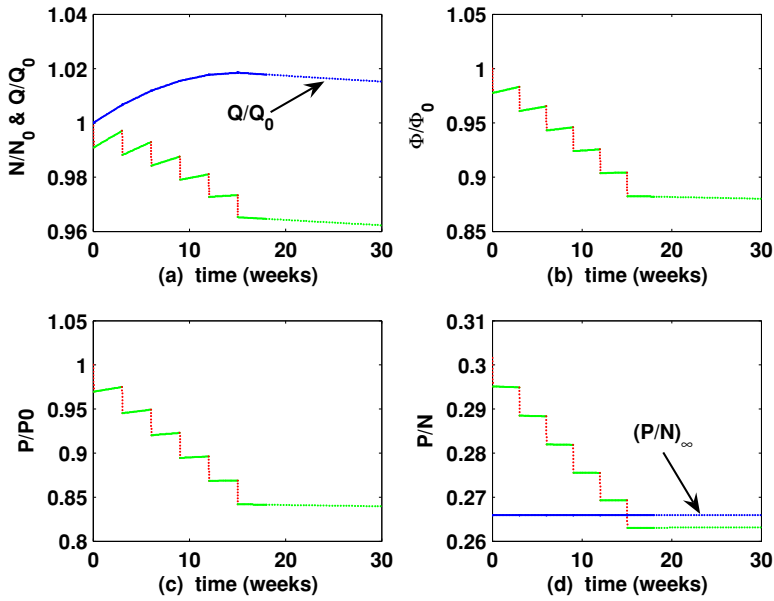 1.04
1.02
1
0.98
0.96
N/N0 & Q/Q0
Q/Q0
0 10 20 30
(a) time (weeks)
1.05
1
0.95
0.9
0.85
Φ/Φ0
0 10 20 30
(b) time (weeks)
1.05
1
0.95
0.9
0.85
0.8
P/P0
0 10 20 30
(c) time (weeks)
0.31
0.3
0.29
0.28
0.27
0.26
P/N
(P/N)∞
0 10 20 30
(d) time (weeks)